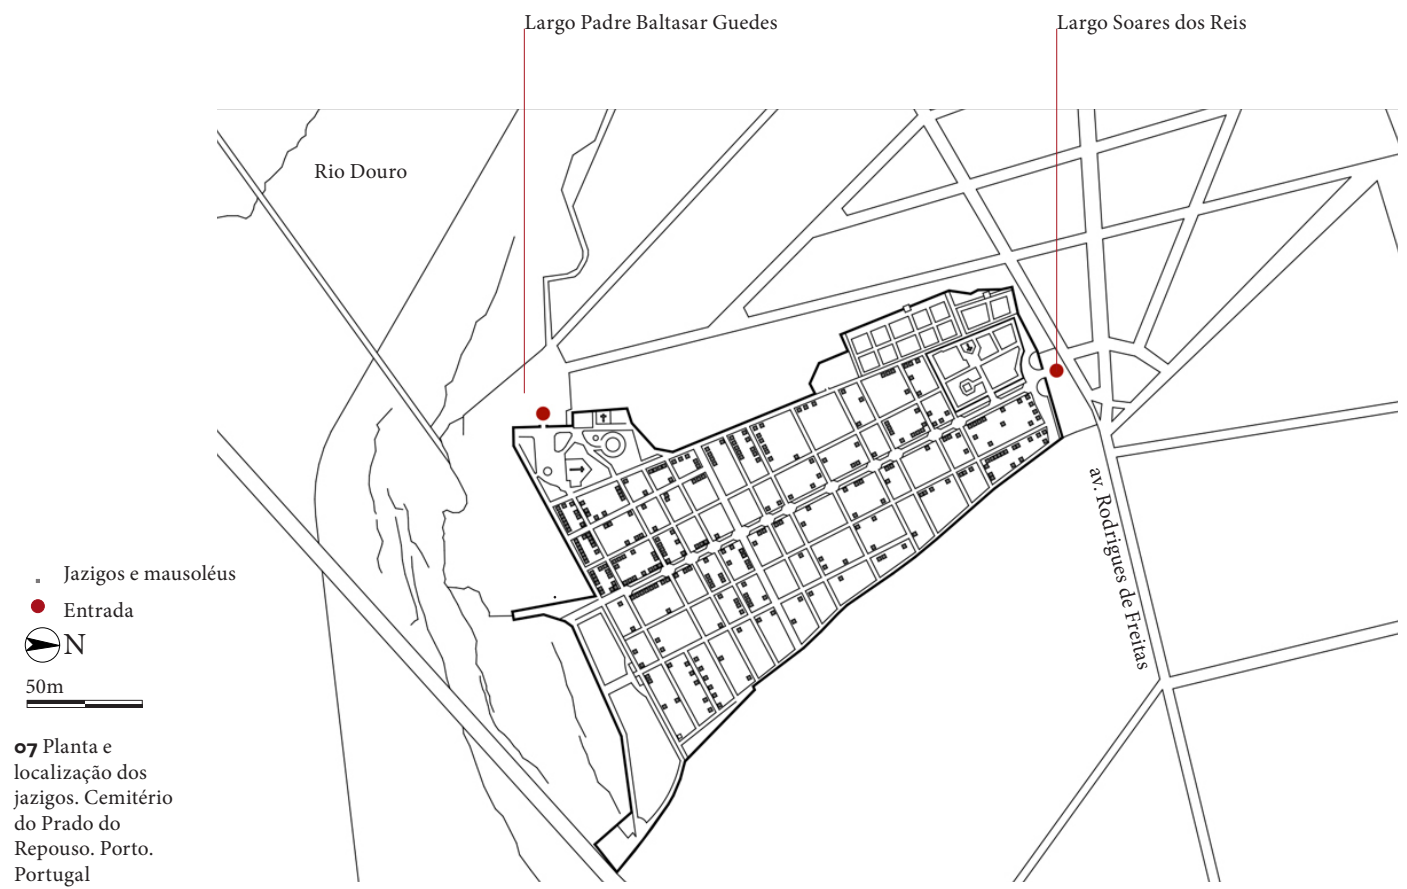 Largo Padre Baltasar Guedes
Largo Soares dos Reis
Rio Douro
av. Rodrigues de Freitas
Jazigos e mausoléus
Entrada
N
50m
07 Planta e
localização dos
jazigos. Cemitério
do Prado do
Repouso. Porto.
Portugal